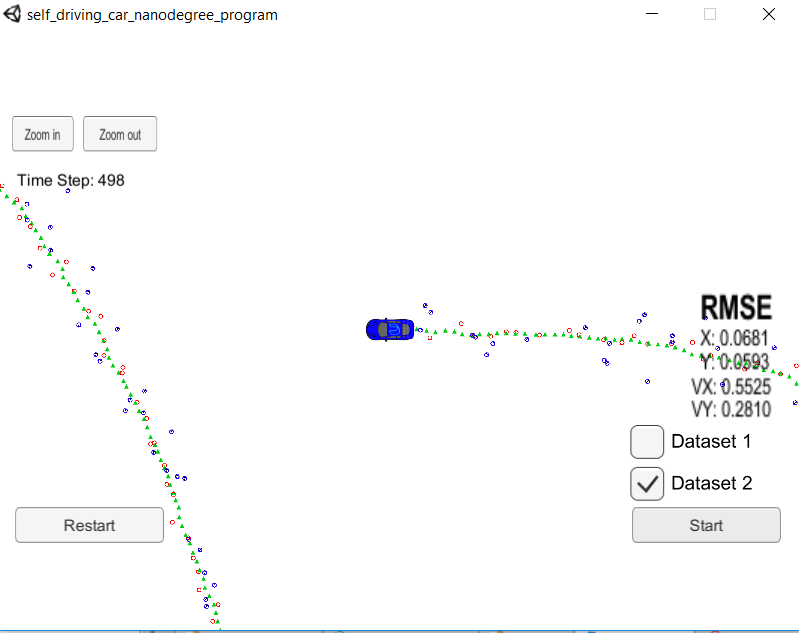 self_driving_car_nanodegree_program
Zoom in
Zoom out
Time Step: 498
RMSE
X: 0.0681
Y: 0.0593
VX: 0.5525
VY: 0.2810
Dataset 1
Dataset 2
Restart
Start